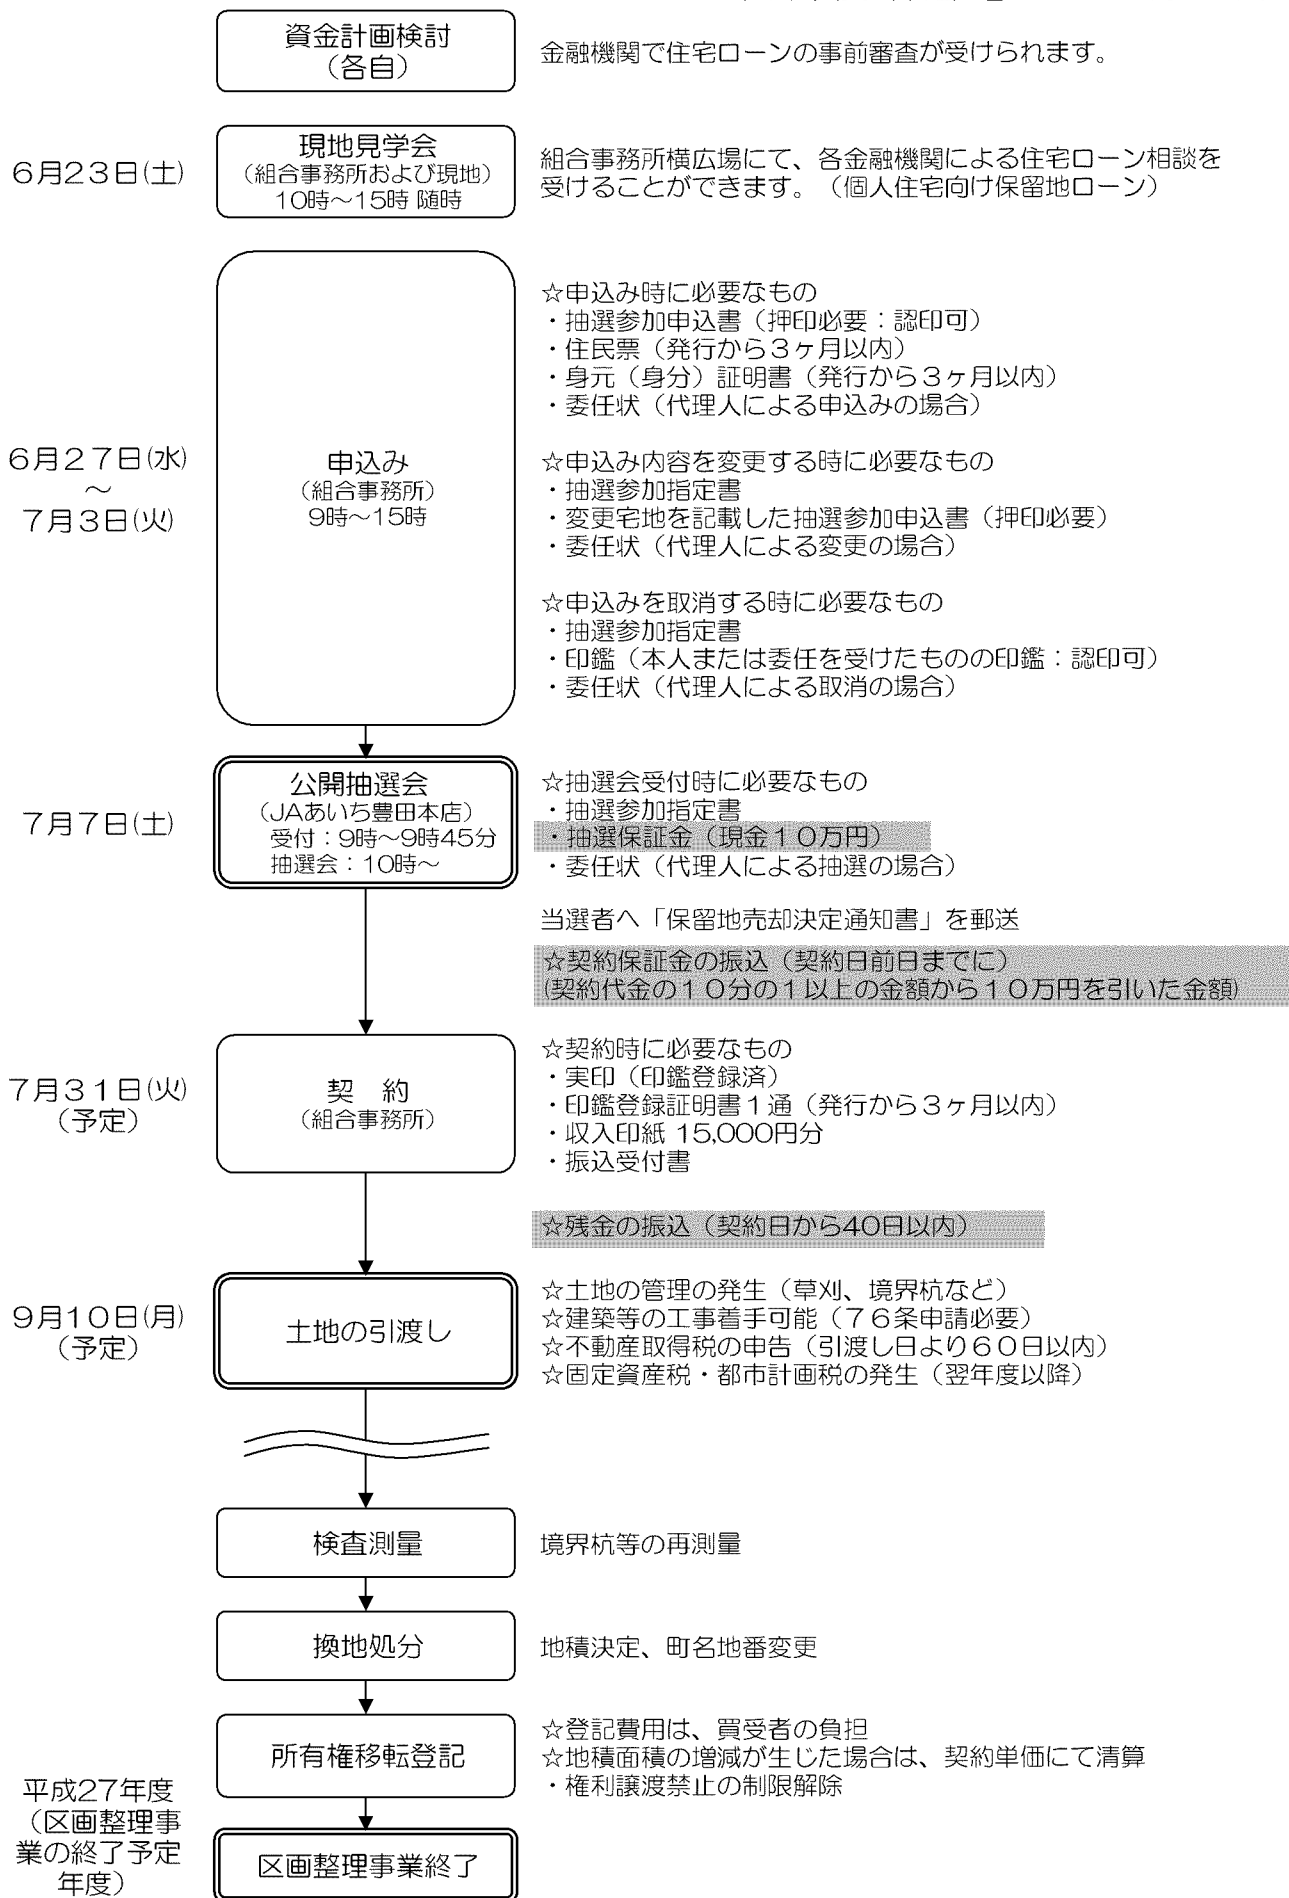 資金計画検討
（各自）
金融機関で住宅ローンの事前審査が受けられます。
6月23日(土)
現地見学会
（組合事務所および現地）
10時～15時 随時
組合事務所横広場にて、各金融機関による住宅ローン相談を
受けることができます。（個人住宅向け保留地ローン）
6月27日(水)
～
7月3日(火)
申込み
（組合事務所）
9時～15時
☆申込み時に必要なもの
・抽選参加申込書（押印必要：認印可）
・住民票（発行から3ヶ月以内）
・身元（身分）証明書（発行から3ヶ月以内）
・委任状（代理人による申込みの場合）
☆申込み内容を変更する時に必要なもの
・抽選参加指定書
・変更宅地を記載した抽選参加申込書（押印必要）
・委任状（代理人による変更の場合）
☆申込みを取消する時に必要なもの
・抽選参加指定書
・印鑑（本人または委任を受けたものの印鑑：認印可）
・委任状（代理人による取消の場合）
7月7日(土)
公開抽選会
（JAあいち豊田本店）
受付：9時～9時45分
抽選会：10時～
☆抽選会受付時に必要なもの
・抽選参加指定書
・抽選保証金（現金10万円）
・委任状（代理人による抽選の場合）
当選者へ「保留地売却決定通知書」を郵送
☆契約保証金の振込（契約日前日までに）
(契約代金の10分の1以上の金額から10万円を引いた金額)
7月31日(火)
（予定）
契　約
（組合事務所）
☆契約時に必要なもの
・実印（印鑑登録済）
・印鑑登録証明書1通（発行から3ヶ月以内）
・収入印紙 15,000円分
・振込受付書
☆残金の振込（契約日から40日以内）
9月10日(月)
（予定）
土地の引渡し
☆土地の管理の発生（草刈、境界杭など）
☆建築等の工事着手可能（76条申請必要）
☆不動産取得税の申告（引渡し日より60日以内）
☆固定資産税・都市計画税の発生（翌年度以降）
検査測量
境界杭等の再測量
換地処分
地積決定、町名地番変更
所有権移転登記
☆登記費用は、買受者の負担
☆地積面積の増減が生じた場合は、契約単価にて清算
・権利譲渡禁止の制限解除
平成27年度
（区画整理事
業の終了予定
年度）
区画整理事業終了